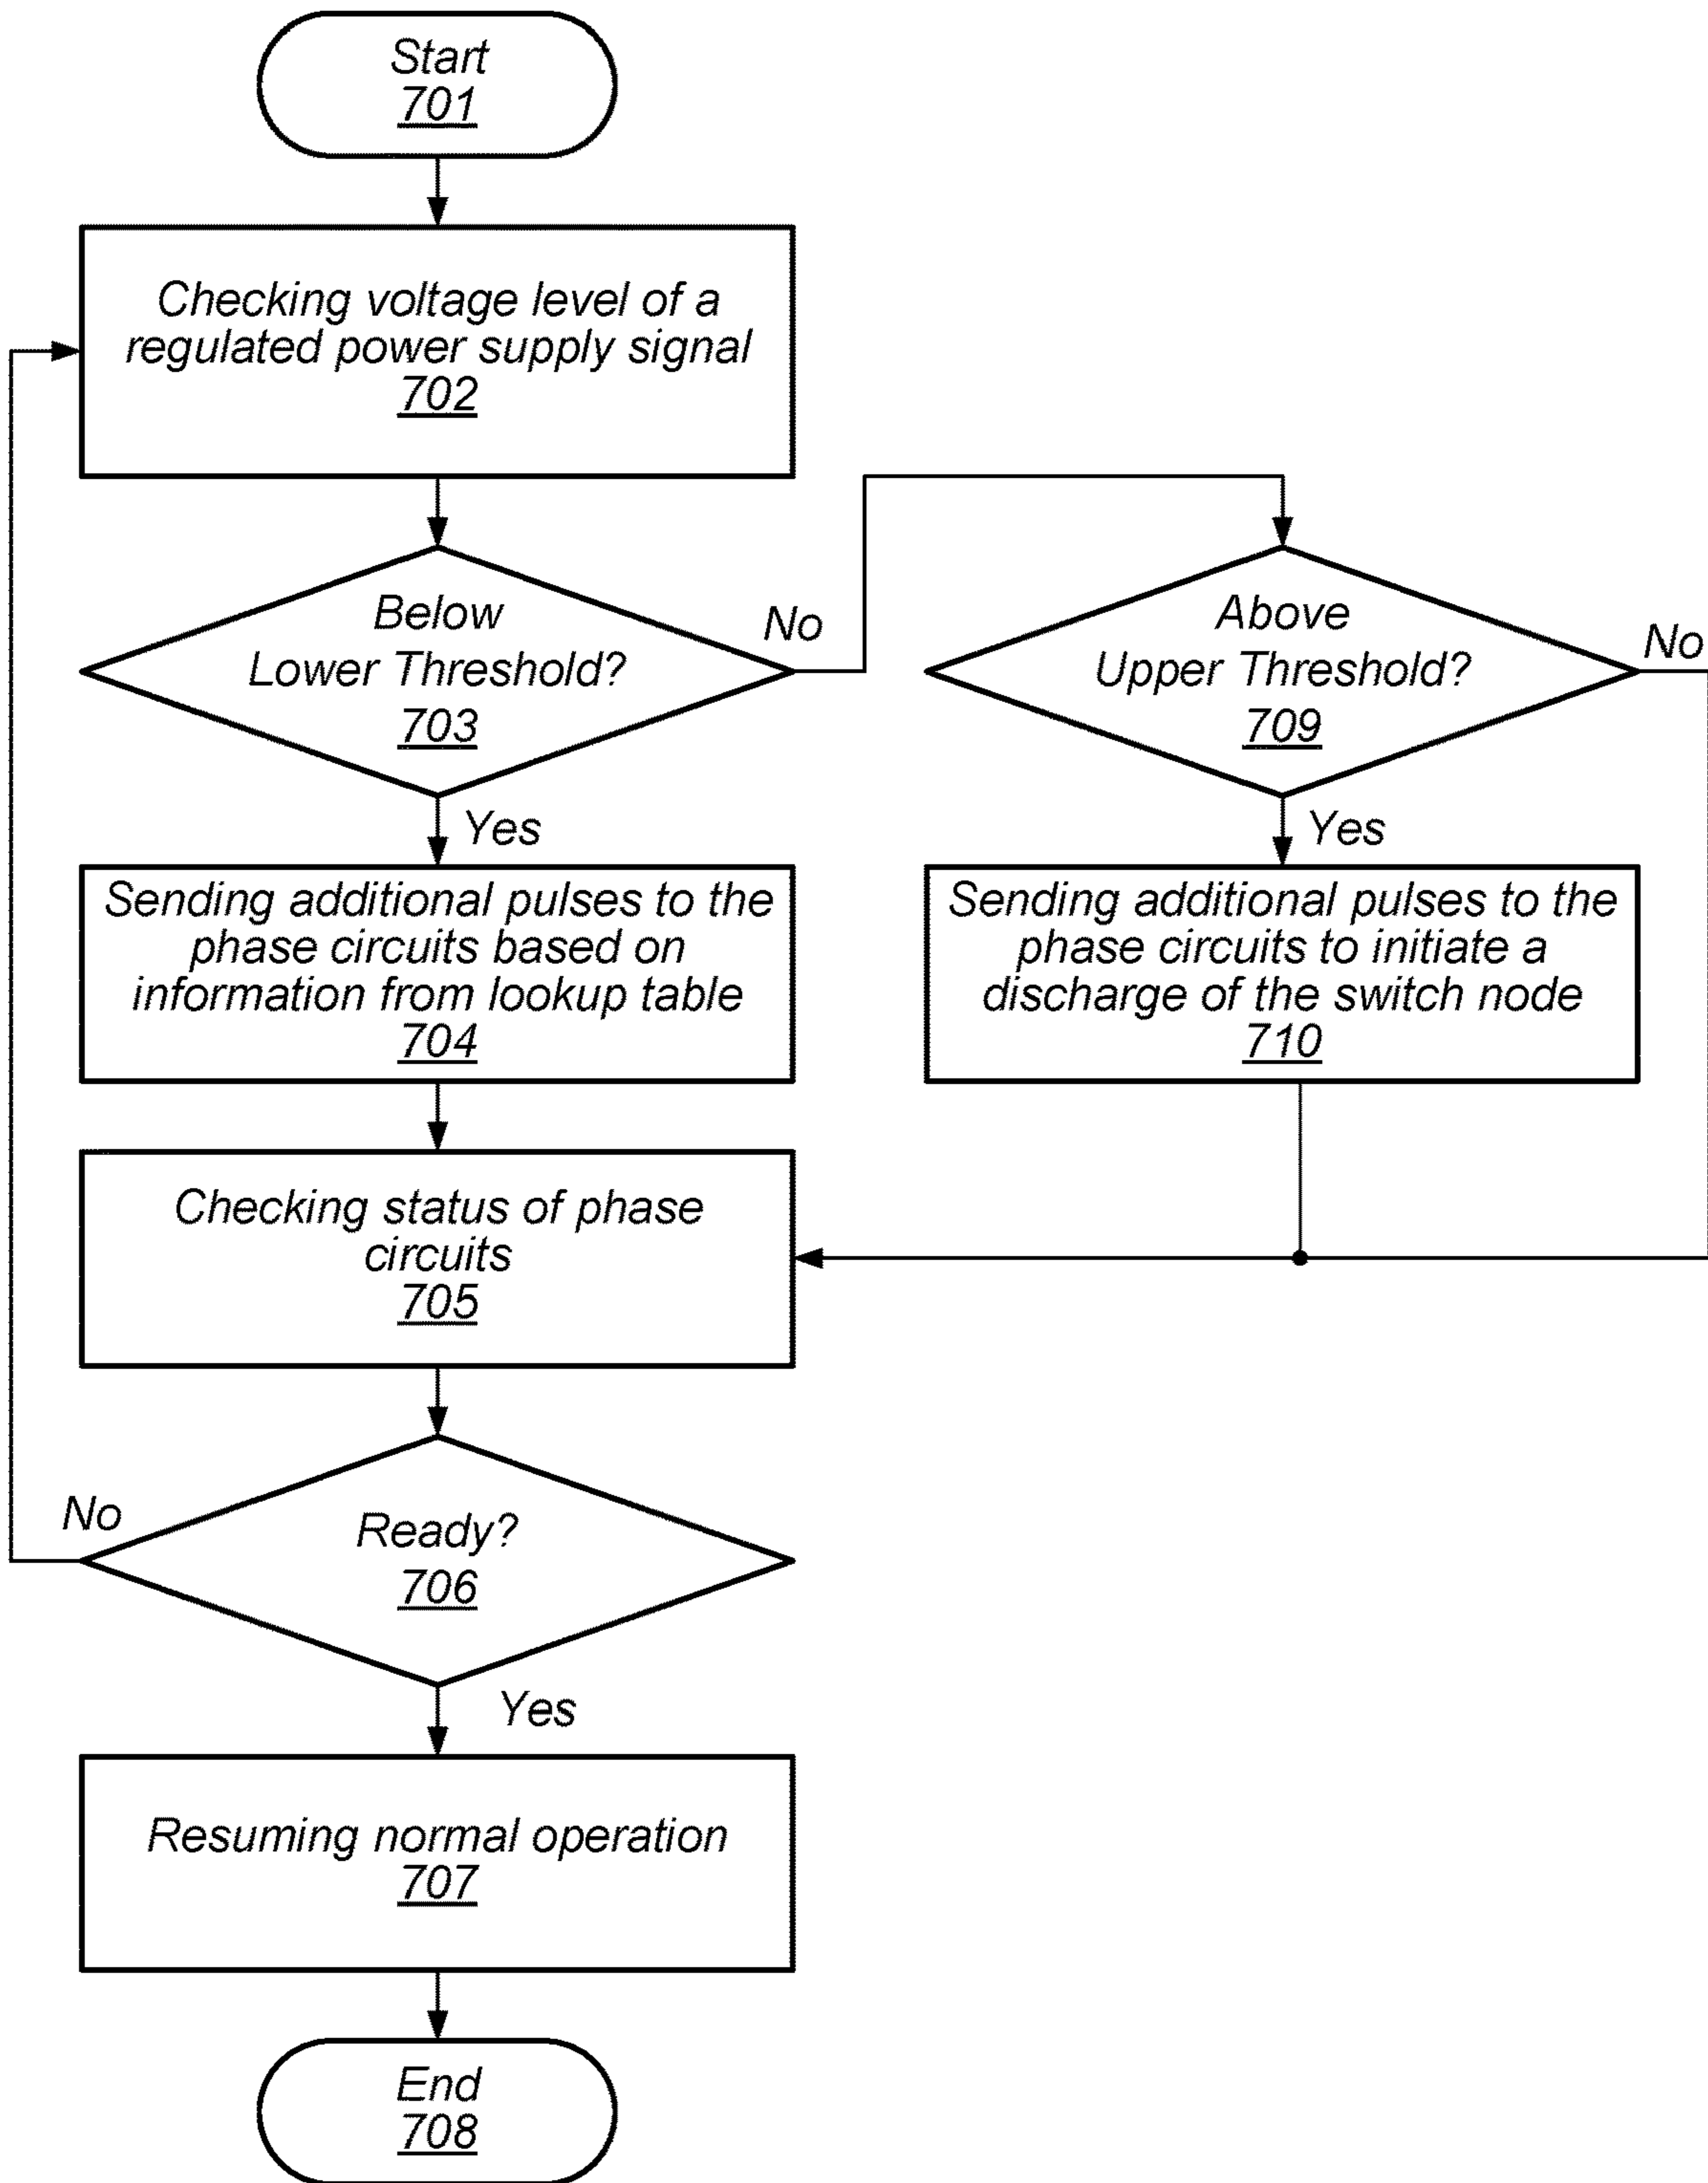 Start
701
Checking voltage level of a
regulated power supply signal
702
Below
Lower Threshold?
703
No
Above
Upper Threshold?
709
No
Yes
Yes
Sending additional pulses to the
phase circuits based on
information from lookup table
704
Sending additional pulses to the
phase circuits to initiate a
discharge of the switch node
710
Checking status of phase
circuits
705
No
Ready?
706
Yes
Resuming normal operation
707
End
708